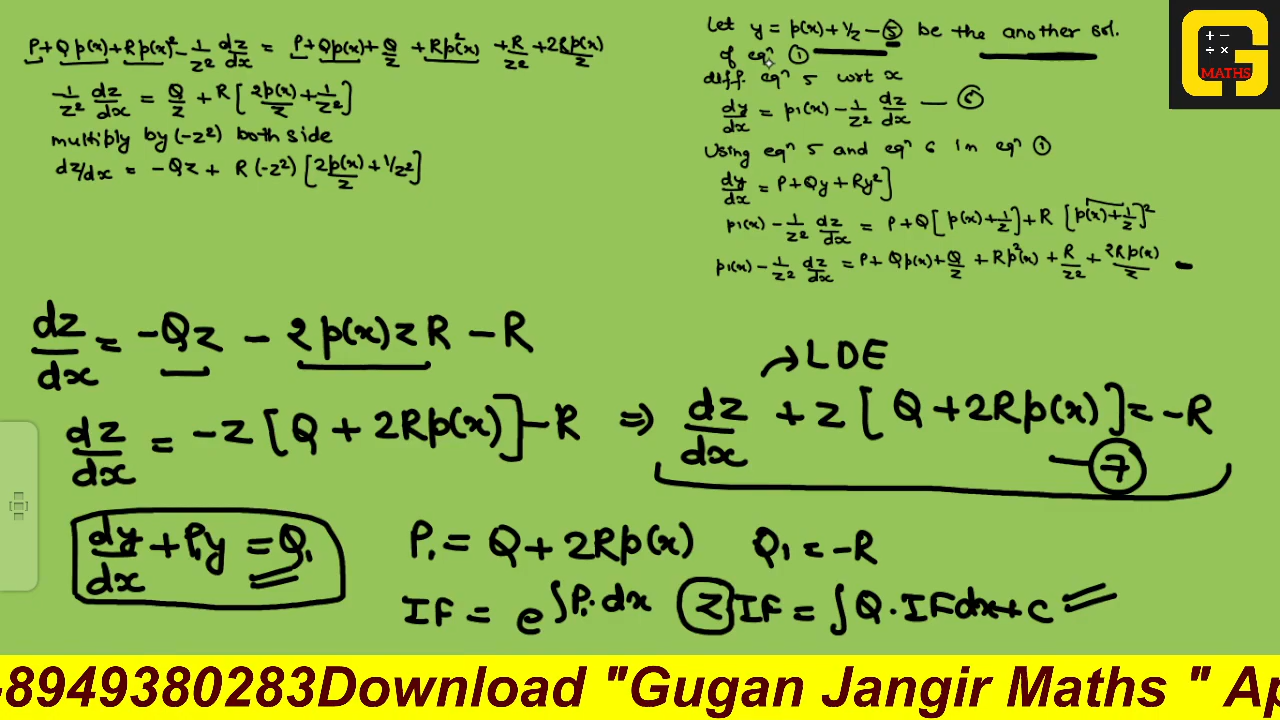 P+Qp(x)+Rp(x)²-1/z² dz/dx = P+Qp(x)+Q/z+Rp²(x)+R/z²+2Rp(x)/z
-1/z² dz/dx = Q/z + R[2p(x)/z+1/z²]
multiply by (-z²) both side
dz/dx = -Qz + R(-z²)[2p(x)/z+1/z²]
Let y = p(x)+1/z-⑤ be the another sol.
of eqⁿ ①
diff. eqⁿ 5 wrt x
dy/dx = p1(x)-1/z² dz/dx — ⑥
Using eqⁿ 5 and eqⁿ 6 in eqⁿ ①
dy/dx = P+Qy+Ry²]
p1(x)-1/z² dz/dx = P+Q[p(x)+1/z]+R[p(x)+1/z]²
p1(x)-1/z² dz/dx = P+Qp(x)+Q/z+Rp²(x)+R/z²+2Rp(x)/z
+ -
÷ ×
MATHS
dz/dx = -Qz - 2p(x)zR - R
→LDE
dz/dx = -z[Q+2Rp(x)]-R ⇒ dz/dx + z[Q+2Rp(x)] = -R
—⑦
dy/dx+P₁y = Q₁
P₁ = Q+2Rp(x) Q₁ = -R
IF = e^∫P₁·dx z IF = ∫Q·IFdx+c
-8949380283Download "Gugan Jangir Maths " Ap